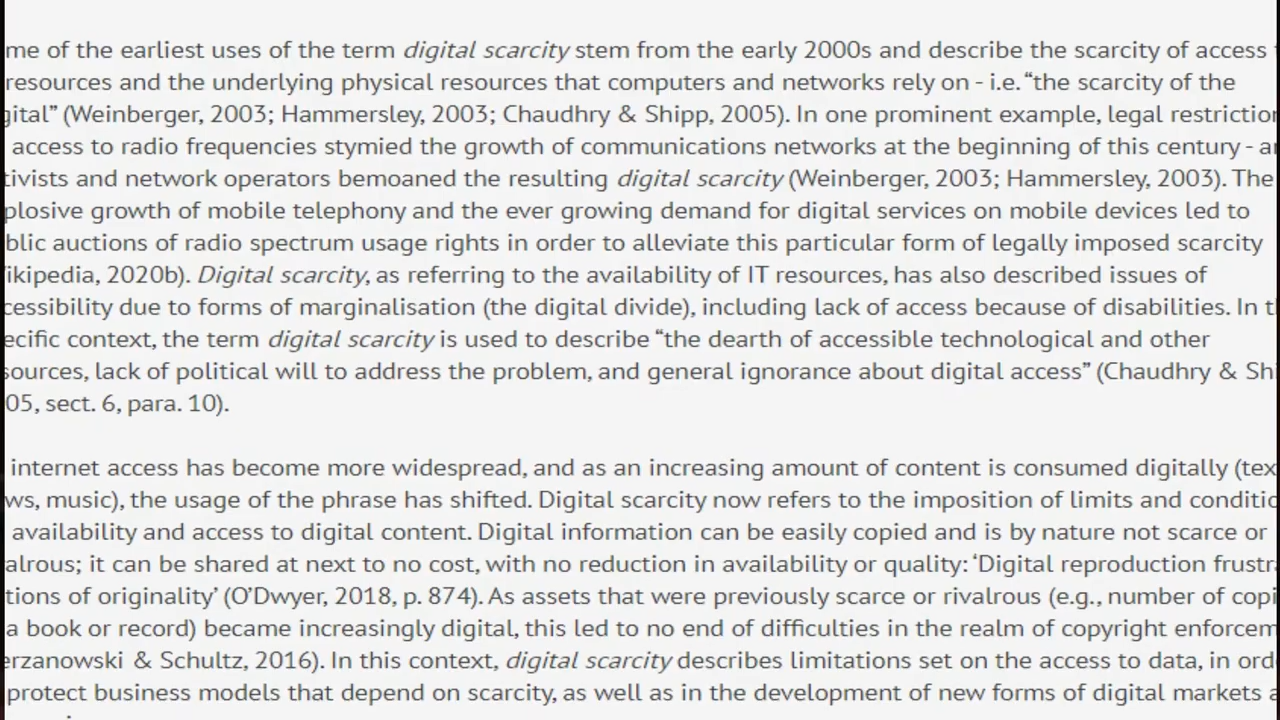 me of the earliest uses of the term digital scarcity stem from the early 2000s and describe the scarcity of access
resources and the underlying physical resources that computers and networks rely on - i.e. “the scarcity of the
gital” (Weinberger, 2003; Hammersley, 2003; Chaudhry & Shipp, 2005). In one prominent example, legal restriction
access to radio frequencies stymied the growth of communications networks at the beginning of this century - a
tivists and network operators bemoaned the resulting digital scarcity (Weinberger, 2003; Hammersley, 2003). The
plosive growth of mobile telephony and the ever growing demand for digital services on mobile devices led to
blic auctions of radio spectrum usage rights in order to alleviate this particular form of legally imposed scarcity
ikipedia, 2020b). Digital scarcity, as referring to the availability of IT resources, has also described issues of
cessibility due to forms of marginalisation (the digital divide), including lack of access because of disabilities. In t
ecific context, the term digital scarcity is used to describe “the dearth of accessible technological and other
sources, lack of political will to address the problem, and general ignorance about digital access” (Chaudhry & Shi
05, sect. 6, para. 10).
internet access has become more widespread, and as an increasing amount of content is consumed digitally (tex
ws, music), the usage of the phrase has shifted. Digital scarcity now refers to the imposition of limits and conditio
availability and access to digital content. Digital information can be easily copied and is by nature not scarce or
alrous; it can be shared at next to no cost, with no reduction in availability or quality: ‘Digital reproduction frustra
tions of originality’ (O’Dwyer, 2018, p. 874). As assets that were previously scarce or rivalrous (e.g., number of copi
a book or record) became increasingly digital, this led to no end of difficulties in the realm of copyright enforcem
erzanowski & Schultz, 2016). In this context, digital scarcity describes limitations set on the access to data, in ord
protect business models that depend on scarcity, as well as in the development of new forms of digital markets a